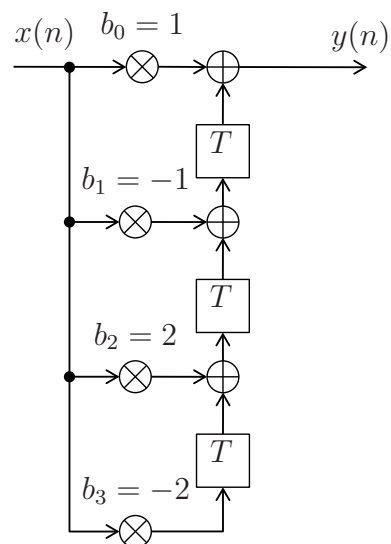 x(n)
b₀ = 1
y(n)
T
b₁ = −1
T
b₂ = 2
T
b₃ = −2